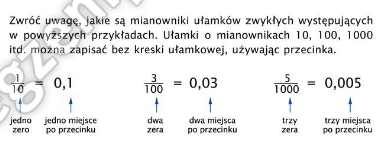 Zwróć uwagę, jakie są mianowniki ułamków zwykłych występujących
w powyższych przykładach. Ułamki o mianownikach 10, 100, 1000
itd. można zapisać bez kreski ułamkowej, używając przecinka.
1/10 = 0,1 3/100 = 0,03 5/1000 = 0,005
jedno jedno miejsce dwa dwa miejsca trzy trzy miejsca
zero po przecinku zera po przecinku zera po przecinku